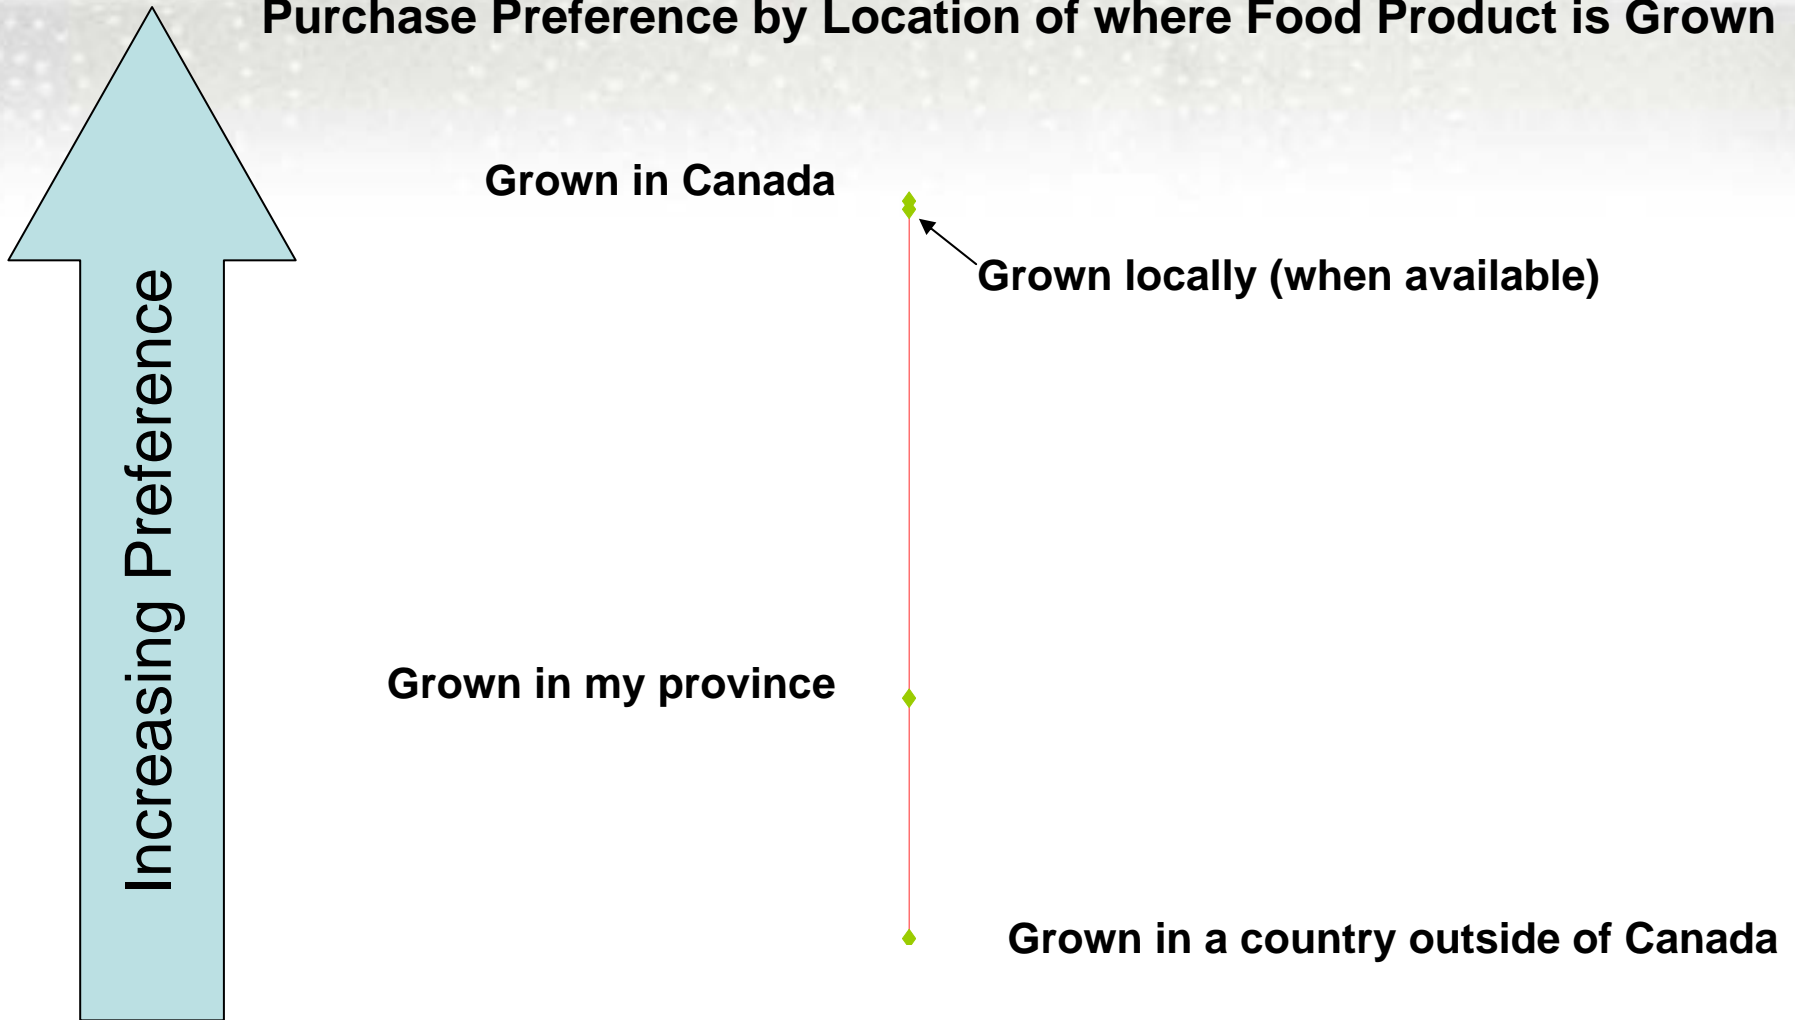 Purchase Preference by Location of where Food Product is Grown
Grown in Canada
Grown locally (when available)
Increasing Preference
Grown in my province
Grown in a country outside of Canada